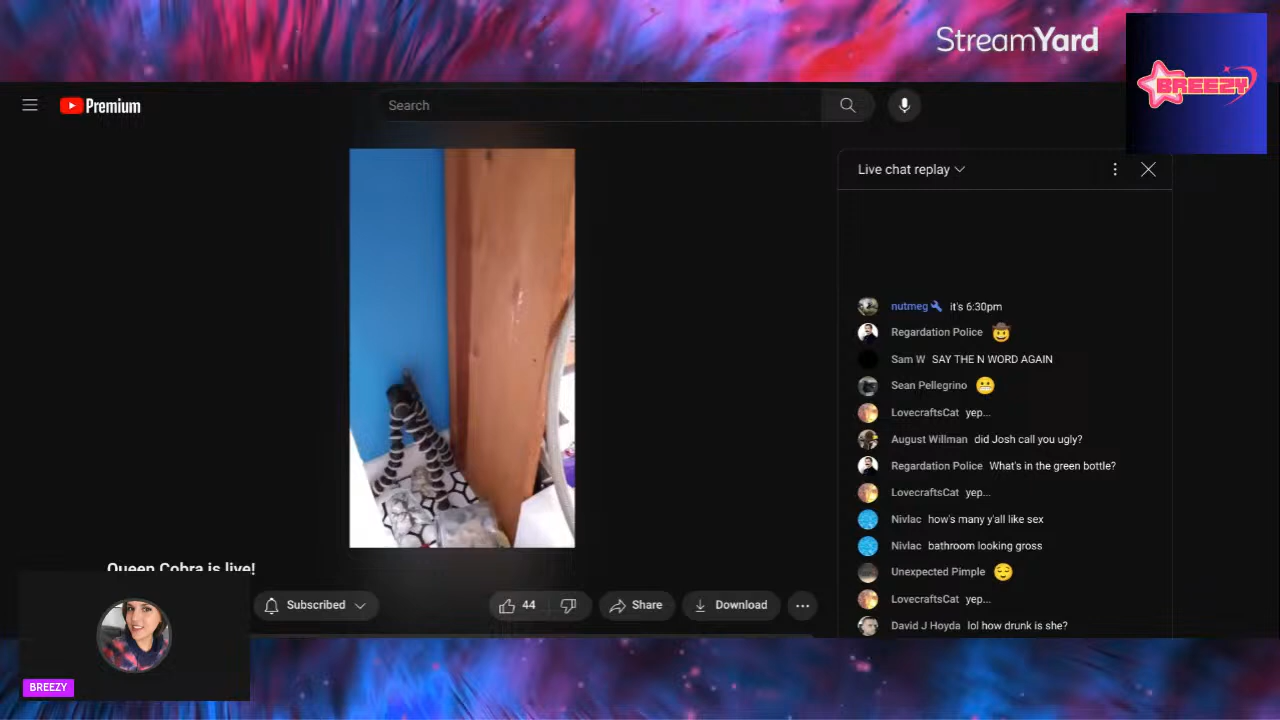 StreamYard
BREEZY
Premium
Search
Live chat replay
nutmeg it's 6:30pm
Regardation Police
Sam W SAY THE N WORD AGAIN
Sean Pellegrino
LovecraftsCat yep...
August Willman did Josh call you ugly?
Regardation Police What's in the green bottle?
LovecraftsCat yep...
Nivlac how's many y'all like sex
Nivlac bathroom looking gross
Unexpected Pimple
LovecraftsCat yep...
David J Hoyda lol how drunk is she?
Queen Cobra is live!
Subscribed
44
Share
Download
BREEZY